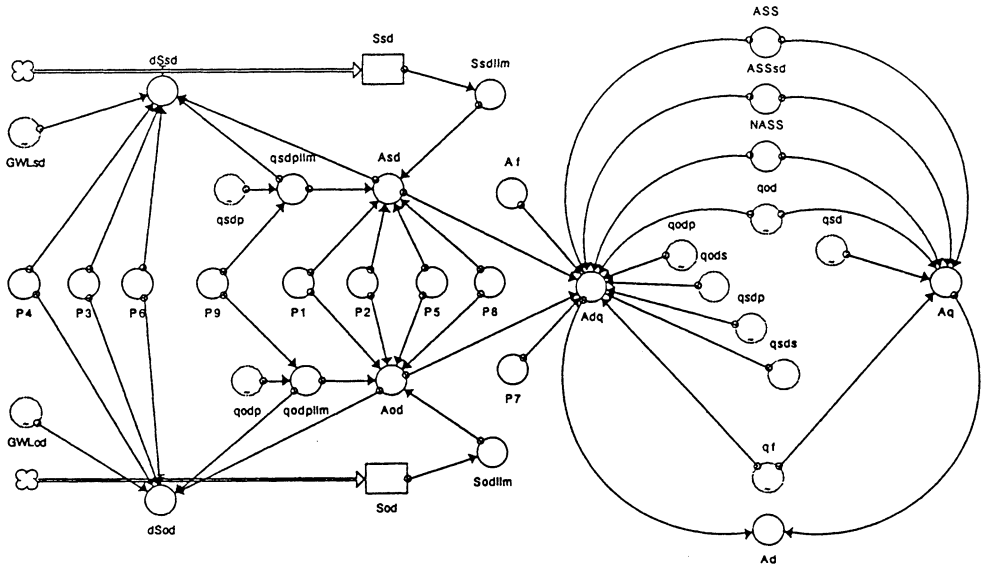 ASS
Ssd
dSsd
Ssdlim
ASSsd
NASS
GWLsd
qsdplim
Asd
Af
qod
qsdp
qodp
qsd
qods
qsdp
P4
P3
P6
P9
P1
P2
P5
P8
Adq
Aq
qsds
qodp
qodplim
Aod
P7
GWLod
qf
Sod
Sodlim
dSod
Ad